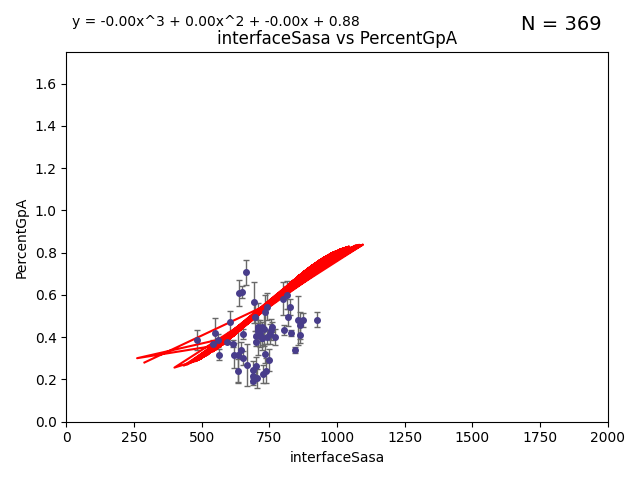 y = -0.00x^3 + 0.00x^2 + -0.00x + 0.88
N = 369
interfaceSasa vs PercentGpA
PercentGpA
1.6
1.4
1.2
1.0
0.8
0.6
0.4
0.2
0.0
0 250 500 750 1000 1250 1500 1750 2000
interfaceSasa